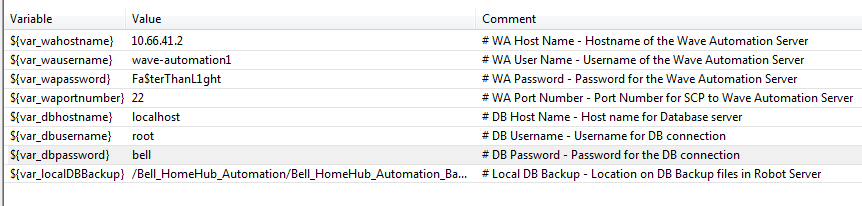 Variable Value Comment
${var_wahostname} 10.66.41.2 # WA Host Name - Hostname of the Wave Automation Server
${var_wausername} wave-automation1 # WA User Name - Username of the Wave Automation Server
${var_wapassword} Fa$terThanL1ght # WA Password - Password for the Wave Automation Server
${var_waportnumber} 22 # WA Port Number - Port Number for SCP to Wave Automation Server
${var_dbhostname} localhost # DB Host Name - Host name for Database server
${var_dbusername} root # DB Username - Username for DB connection
${var_dbpassword} bell # DB Password - Password for the DB connection
${var_localDBBackup} /Bell_HomeHub_Automation/Bell_HomeHub_Automation_Ba... # Local DB Backup - Location on DB Backup files in Robot Server